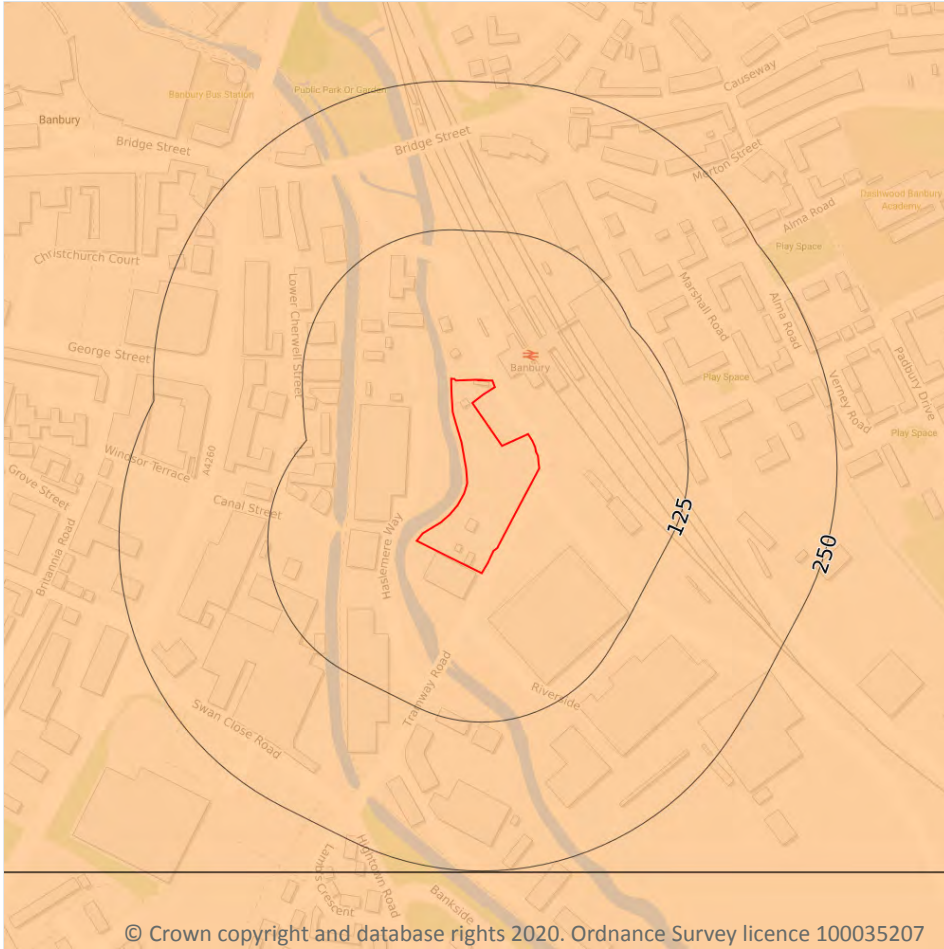 Causeway
Public Park Or Garden
Banbury Bus Station
Banbury
Bridge Street
Bridge Street
Merton Street
Dashwood Banbury
Academy
Alma Road
Play Space
Christchurch Court
Lower Cherwell Street
Marshall Road
Alma Road
George Street
Banbury
Padbury Drive
Play Space
Verney Road
Play Space
Windsor Terrace
A4260
Grove Street
Canal Street
125
Britannia Road
Haslemere Way
250
Tramway Road
Riverside
Swan Close Road
Hightown Road
Lambs Crescent
Bankside
© Crown copyright and database rights 2020. Ordnance Survey licence 100035207